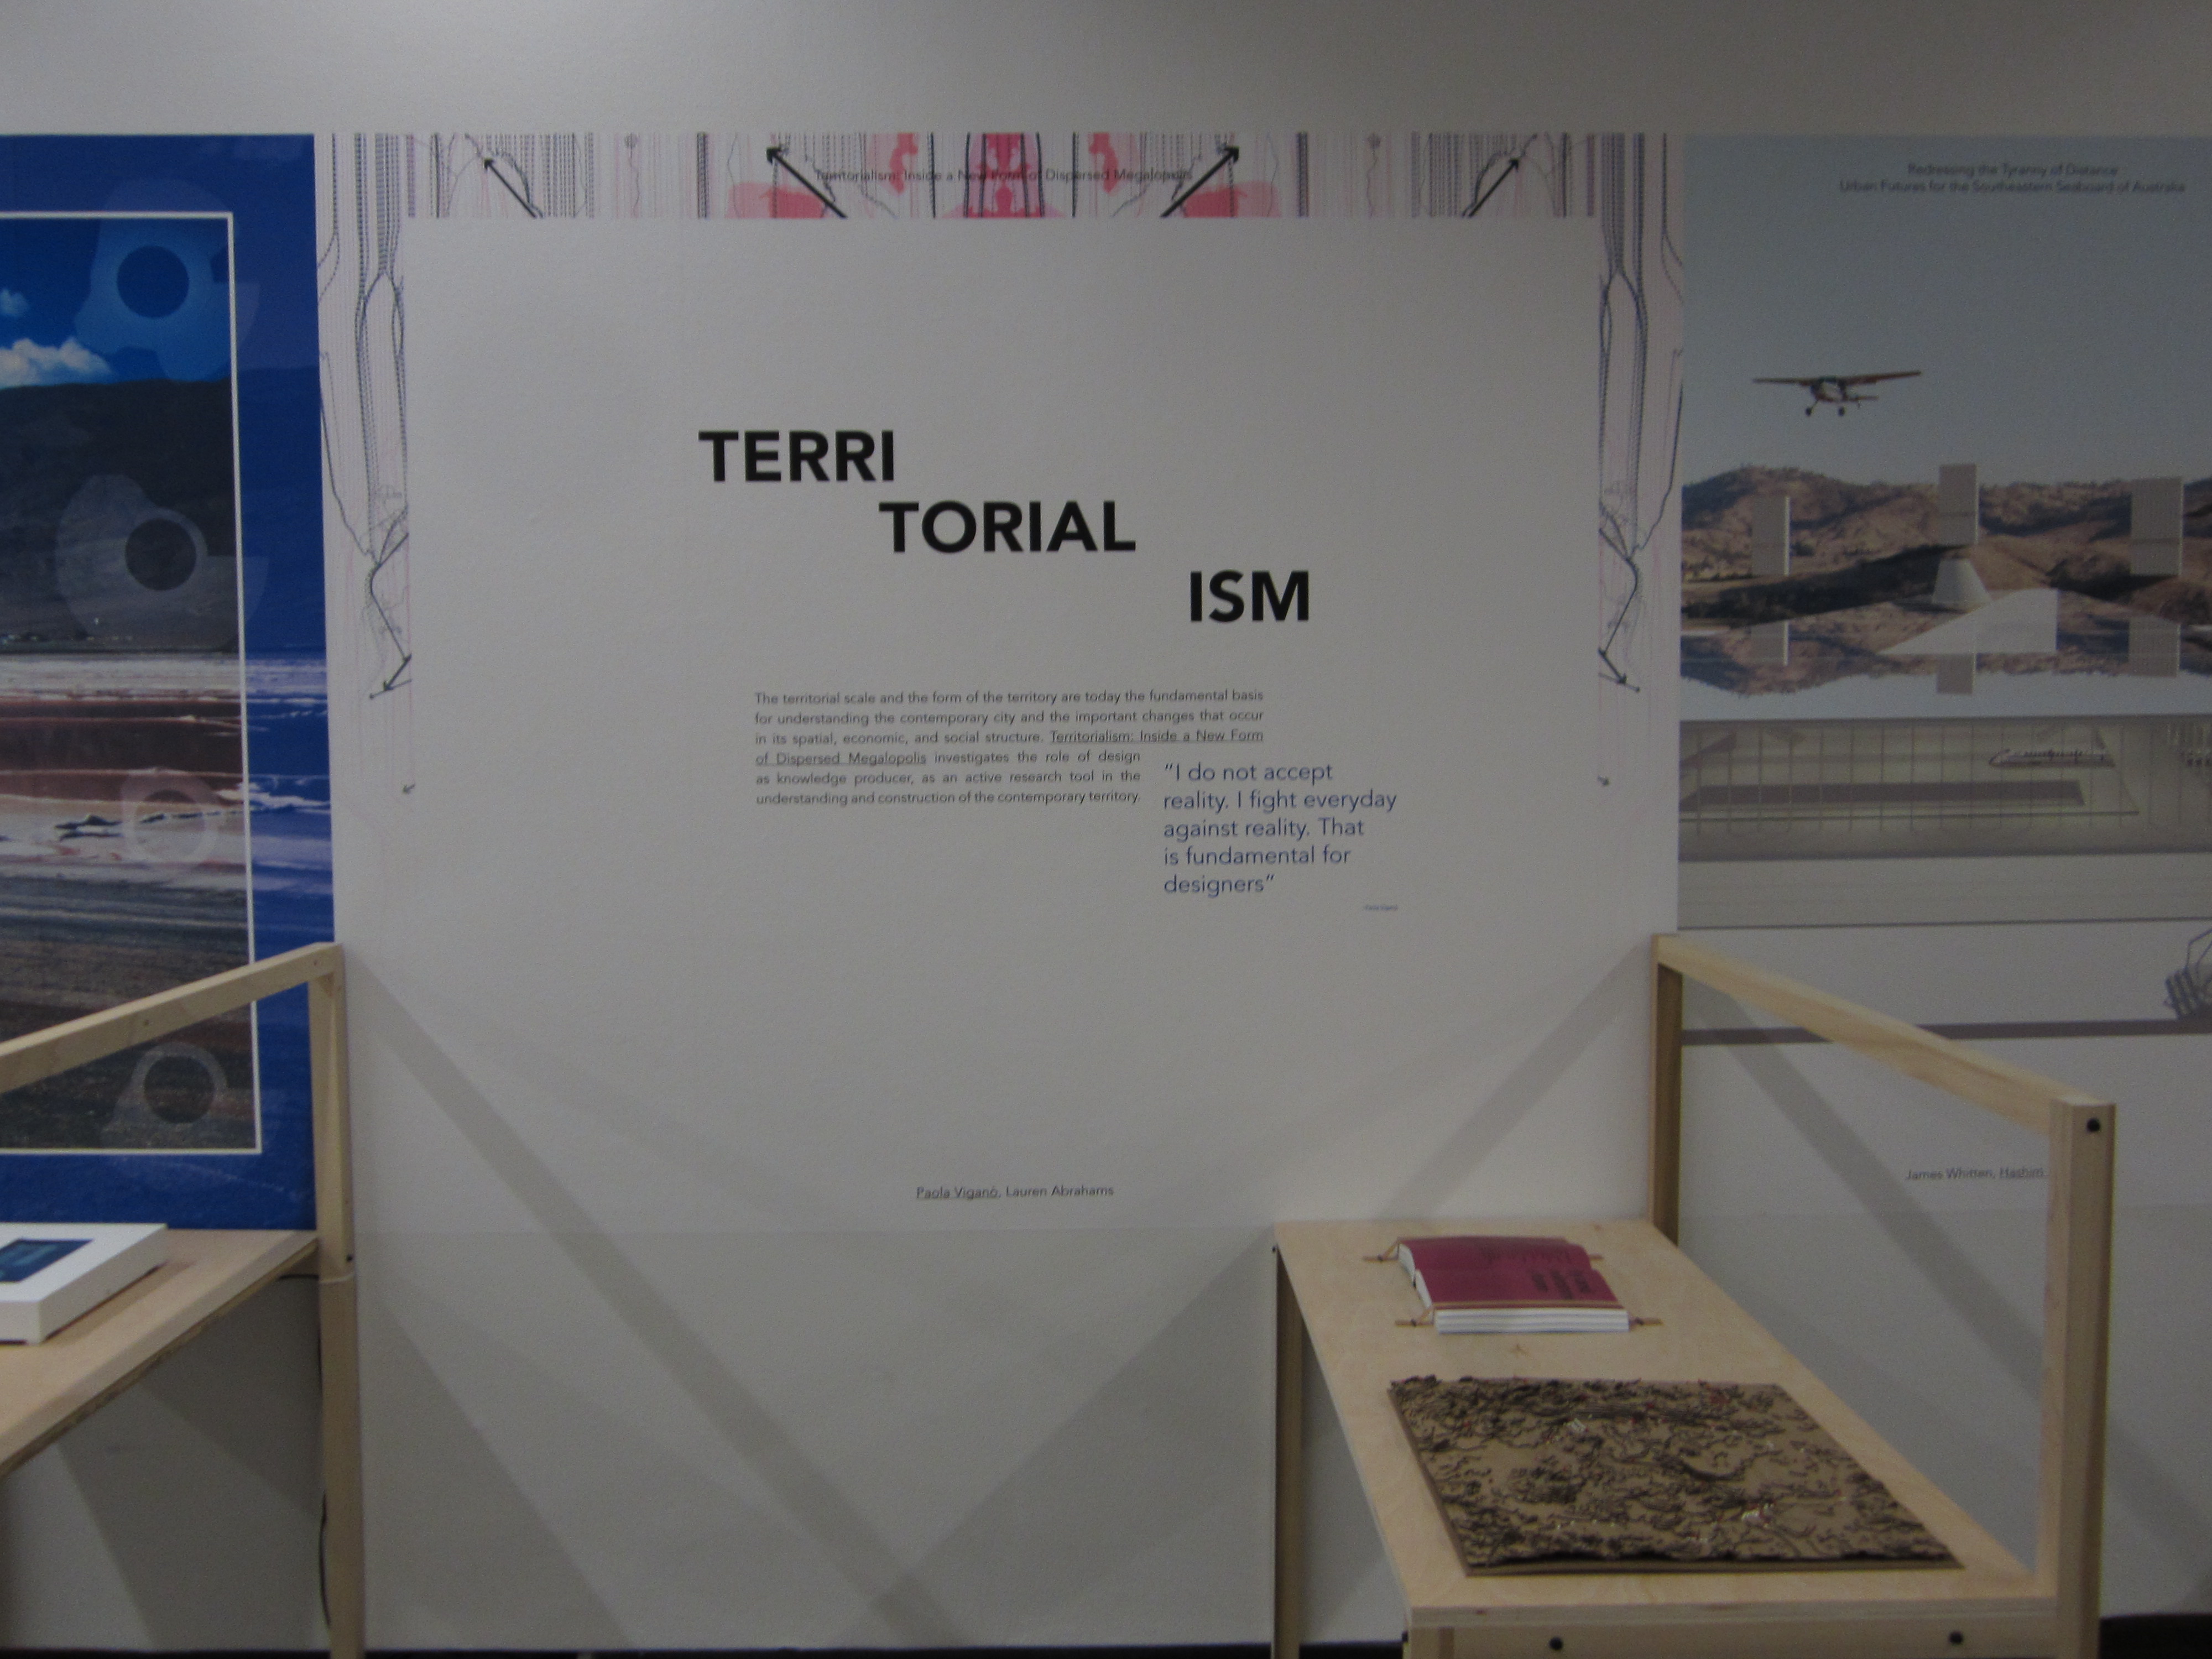 Territorialism: Inside a New Form of Dispersed Megalopolis
Redressing the Tyranny of Distance
Urban Futures for the Southeastern Seaboard of Australia
TERRI
TORIAL
ISM
The territorial scale and the form of the territory are today the fundamental basis
for understanding the contemporary city and the important changes that occur
in its spatial, economic, and social structure. Territorialism: Inside a New Form
of Dispersed Megalopolis investigates the role of design
as knowledge producer, as an active research tool in the
understanding and construction of the contemporary territory.
"I do not accept
reality. I fight everyday
against reality. That
is fundamental for
designers"
Paola Viganò, Lauren Abrahams
James Whitten, Hashim